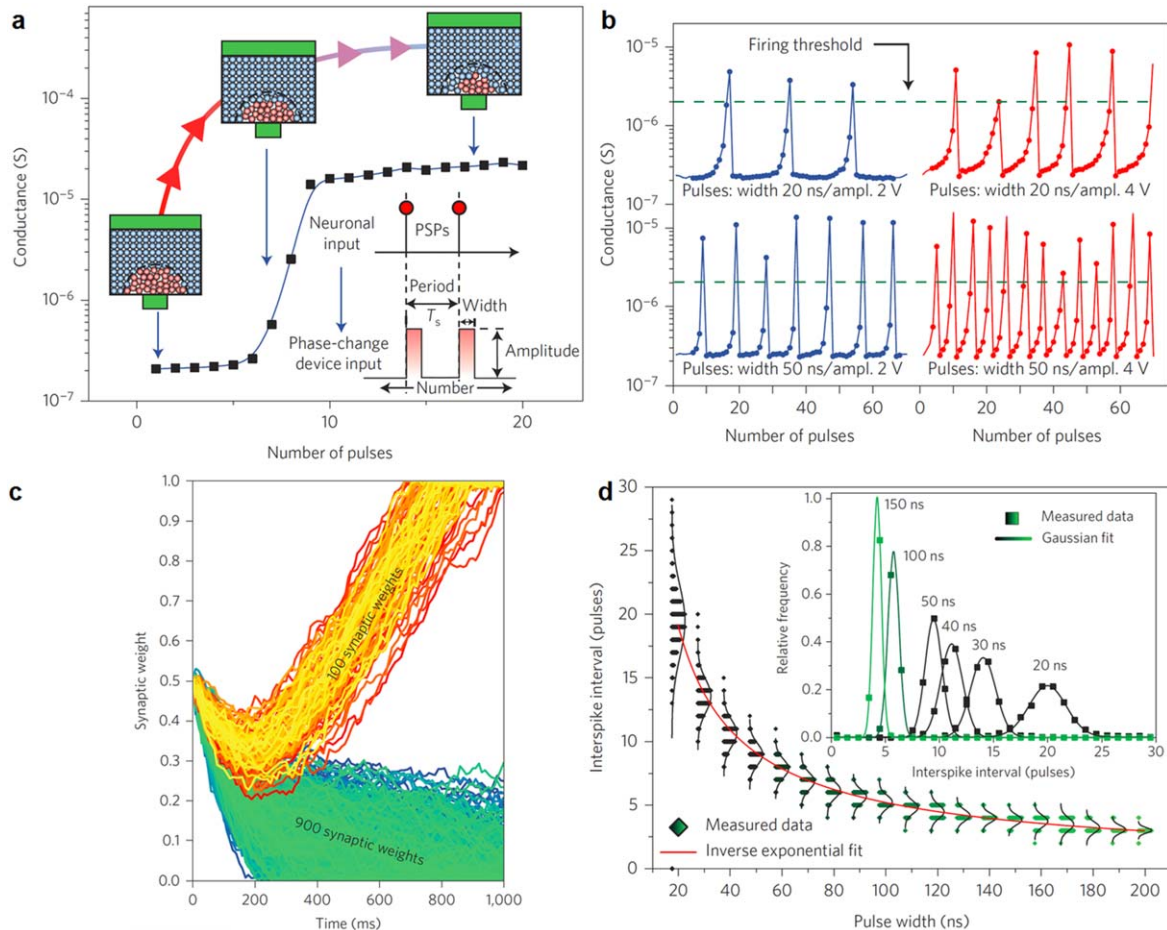 a
Conductance (S)
10⁻⁴
10⁻⁵
10⁻⁶
10⁻⁷
0
10
20
Number of pulses
Neuronal
input
PSPs
Period
Tₛ
Width
Phase-change
device input
Amplitude
Number
b
Conductance (S)
10⁻⁵
10⁻⁶
10⁻⁷
10⁻⁵
10⁻⁶
10⁻⁷
Firing threshold
Pulses: width 20 ns/ampl. 2 V
Pulses: width 20 ns/ampl. 4 V
Pulses: width 50 ns/ampl. 2 V
Pulses: width 50 ns/ampl. 4 V
0 20 40 60
0 20 40 60
Number of pulses
Number of pulses
c
Synaptic weight
1.0
0.9
0.8
0.7
0.6
0.5
0.4
0.3
0.2
0.1
0.0
100 synaptic weights
900 synaptic weights
0 200 400 600 800 1,000
Time (ms)
d
Interspike interval (pulses)
30
25
20
15
10
5
0
20 40 60 80 100 120 140 160 180 200
Pulse width (ns)
Measured data
Inverse exponential fit
Relative frequency
1.0
0.8
0.6
0.4
0.2
0.0
150 ns
100 ns
50 ns
40 ns
30 ns
20 ns
Measured data
Gaussian fit
0 5 10 15 20 25 30
Interspike interval (pulses)